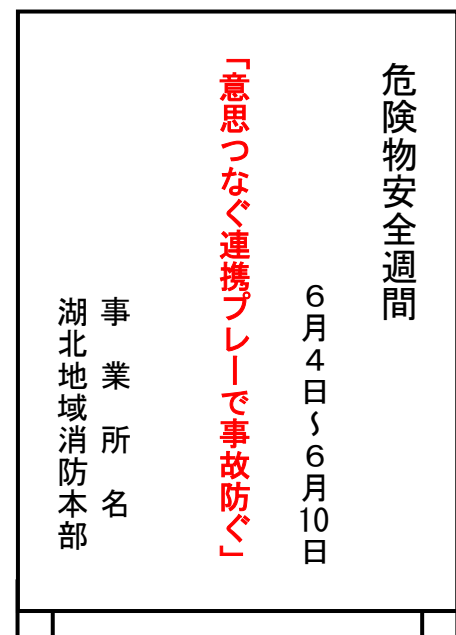 危険物安全週間
６月４日～６月10日
「意思つなぐ連携プレーで事故防ぐ」
事業所名
湖北地域消防本部